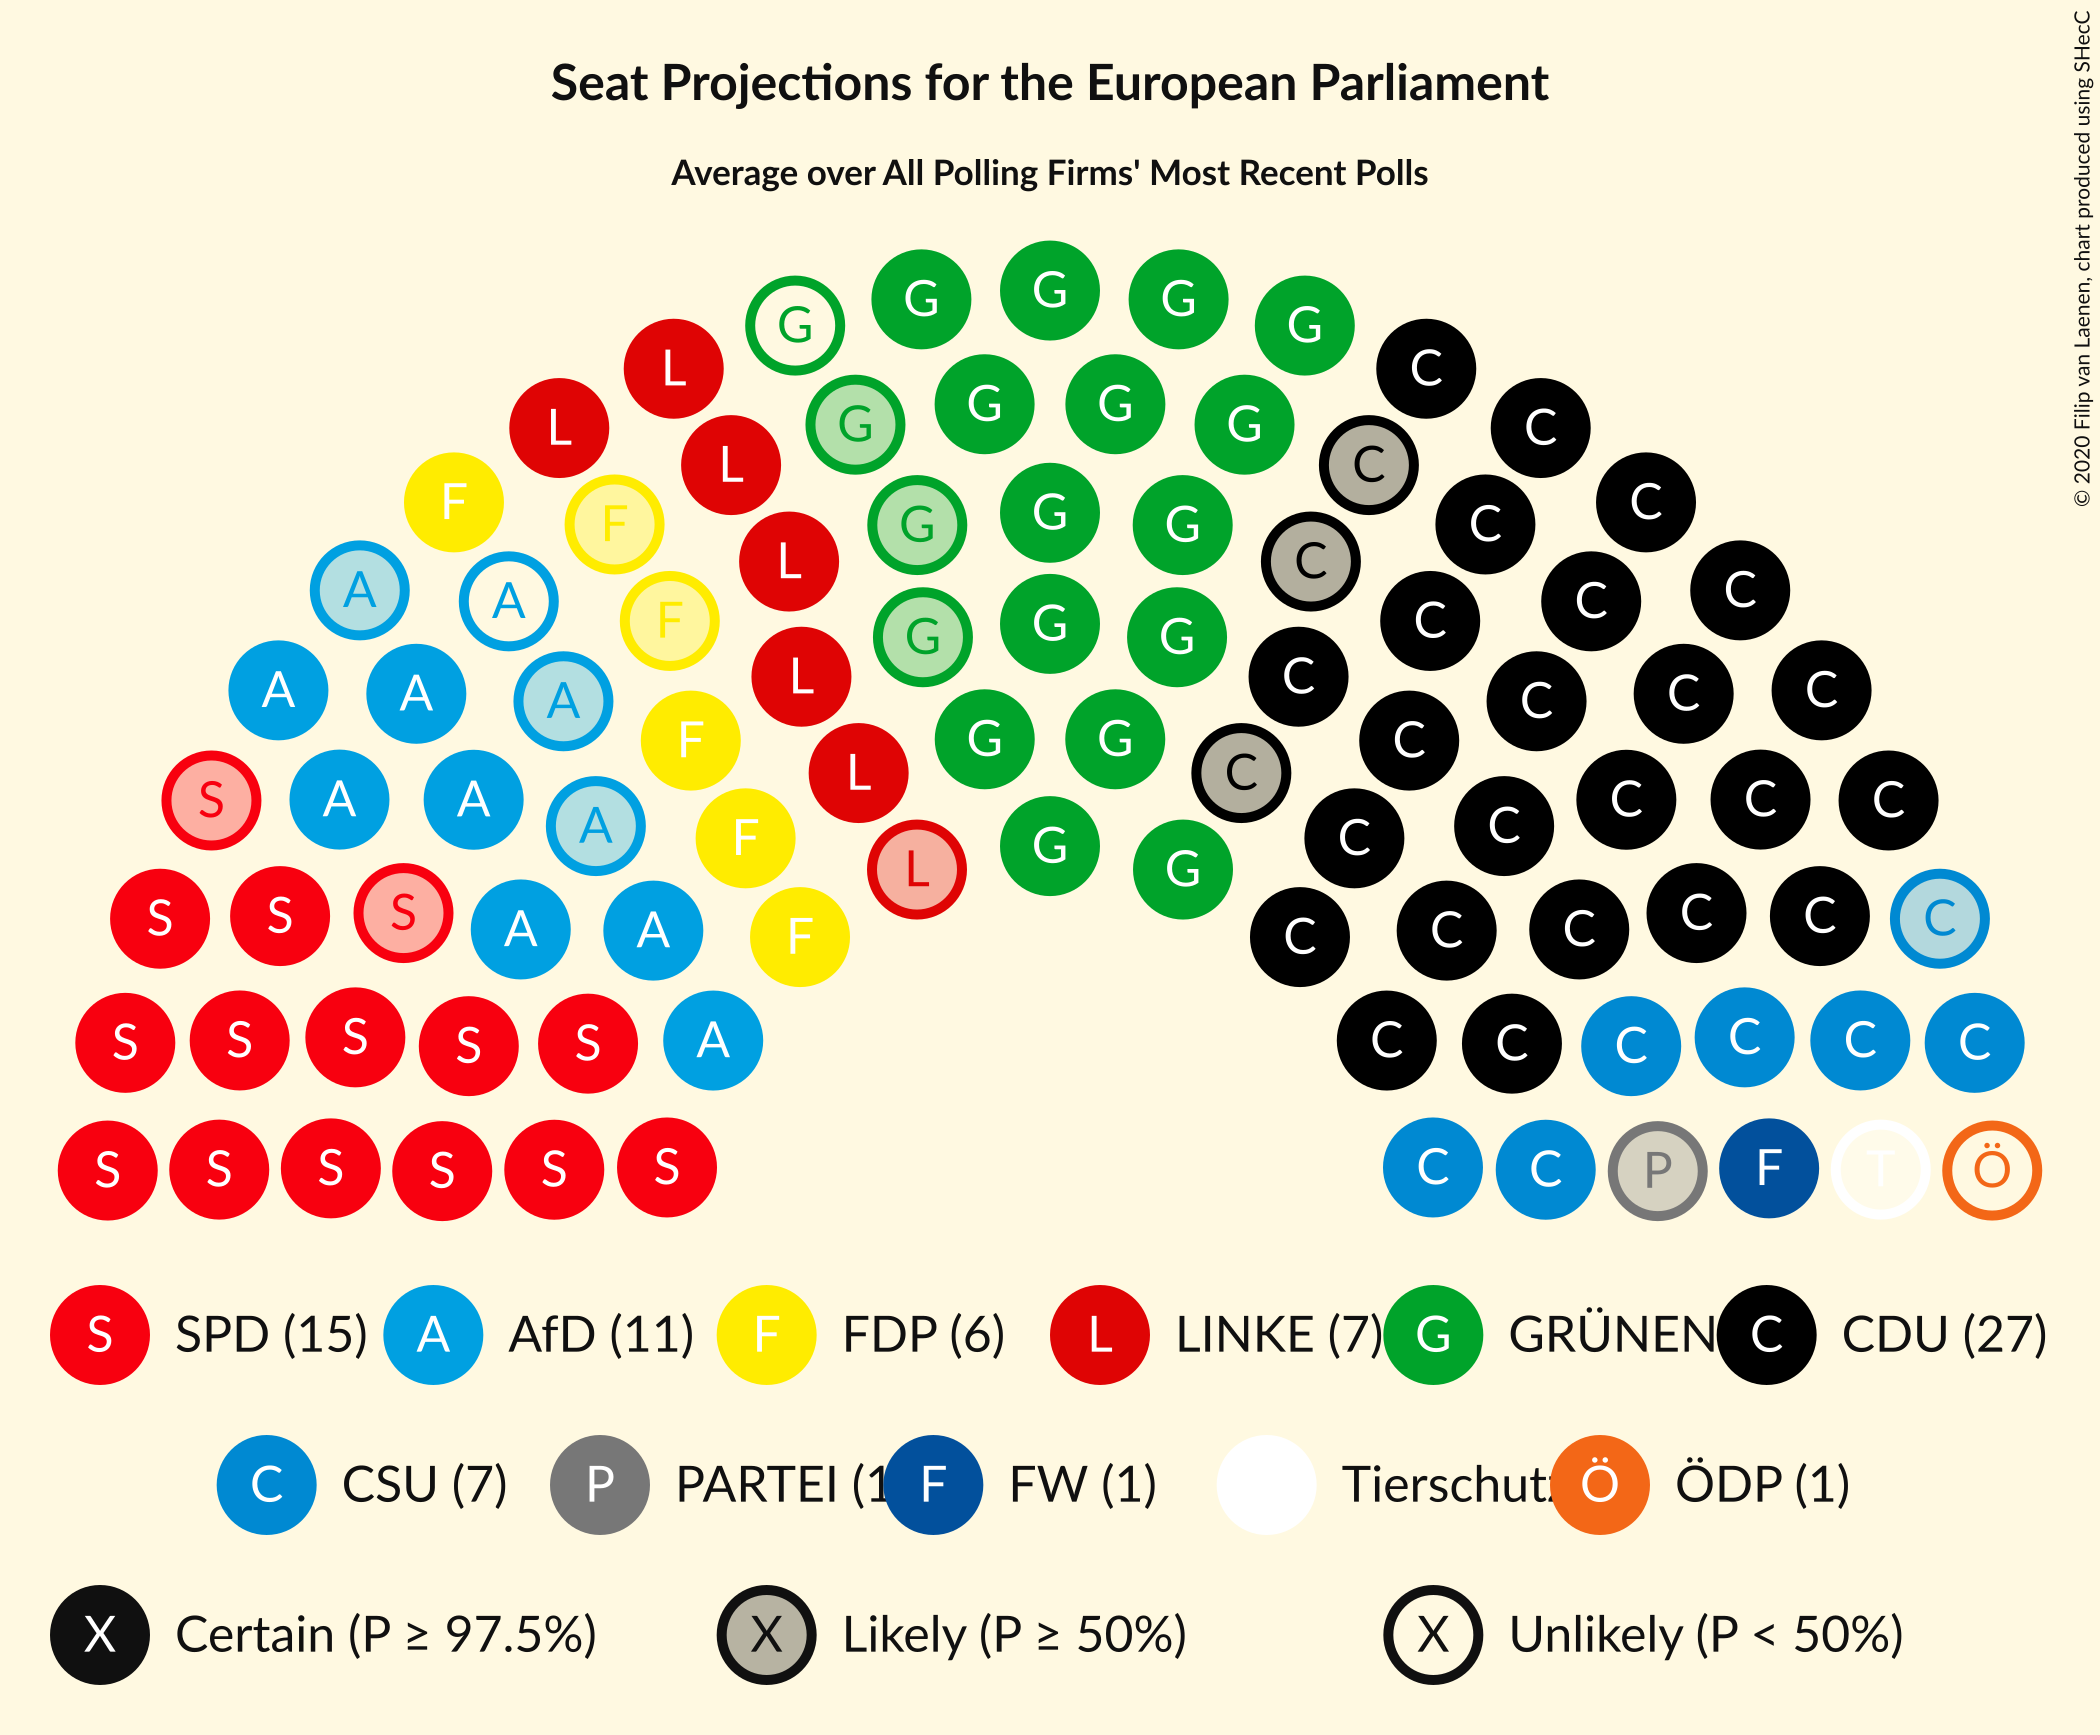 Seat Projections for the European Parliament
Average over All Polling Firms' Most Recent Polls
© 2020 Filip van Laenen, chart produced using SHecC
G G G G G
L C
G G G G
L C
L C C
F G G G C
F L C C
A A L C C
F G G G C C
A A A L C C C C
F G G C
S A A A L C C C C
F G G C C
S S S A A L C C C C C C
F C
S S S S S A C C C C C C
S S S S S S C C P F T Ö
S SPD (15) A AfD (11) F FDP (6) L LINKE (7) G GRÜNEN C CDU (27)
C CSU (7) P PARTEI (1 F FW (1) Tierschutz Ö ÖDP (1)
X Certain (P ≥ 97.5%) X Likely (P ≥ 50%) X Unlikely (P < 50%)